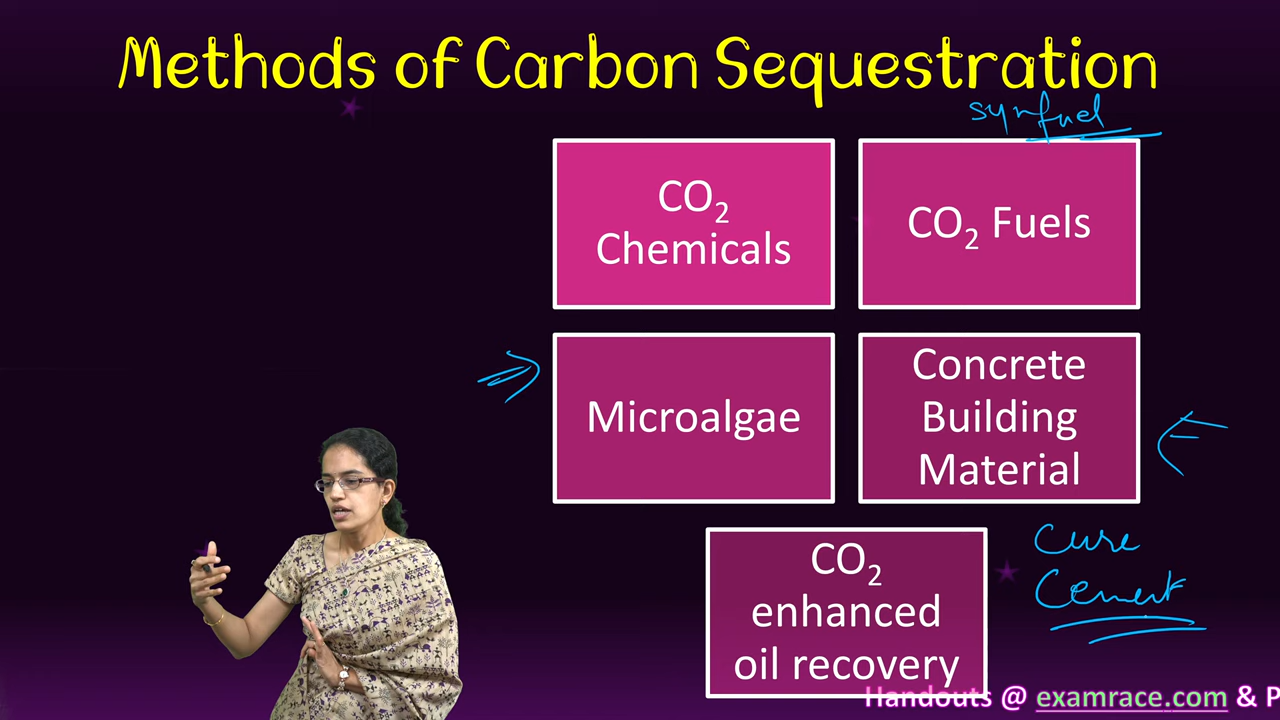 Methods of Carbon Sequestration
synfuel
CO₂
Chemicals
CO₂ Fuels
Microalgae
Concrete
Building
Material
CO₂
enhanced
oil recovery
Cure
Cement
Handouts @ examrace.com & P